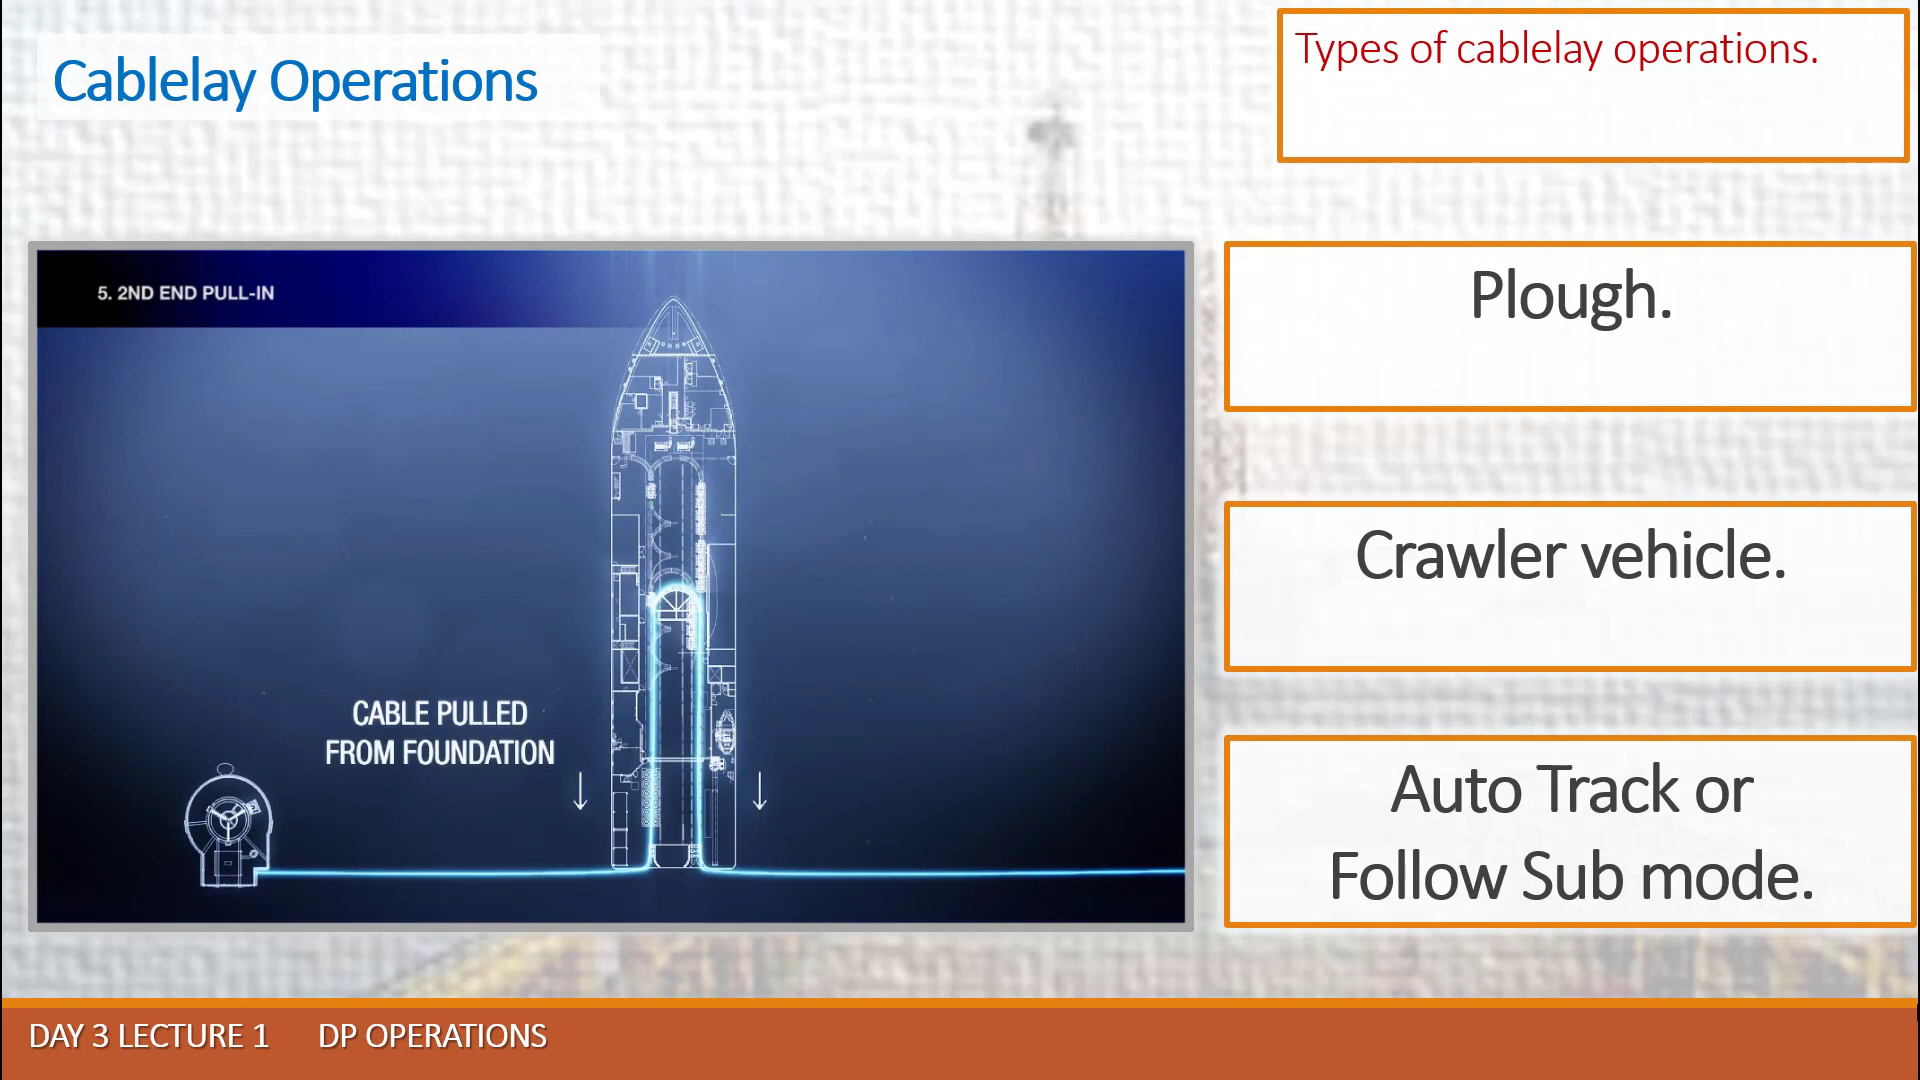 Cablelay Operations
Types of cablelay operations.
5. 2ND END PULL-IN
CABLE PULLED
FROM FOUNDATION
Plough.
Crawler vehicle.
Auto Track or
Follow Sub mode.
DAY 3 LECTURE 1 DP OPERATIONS